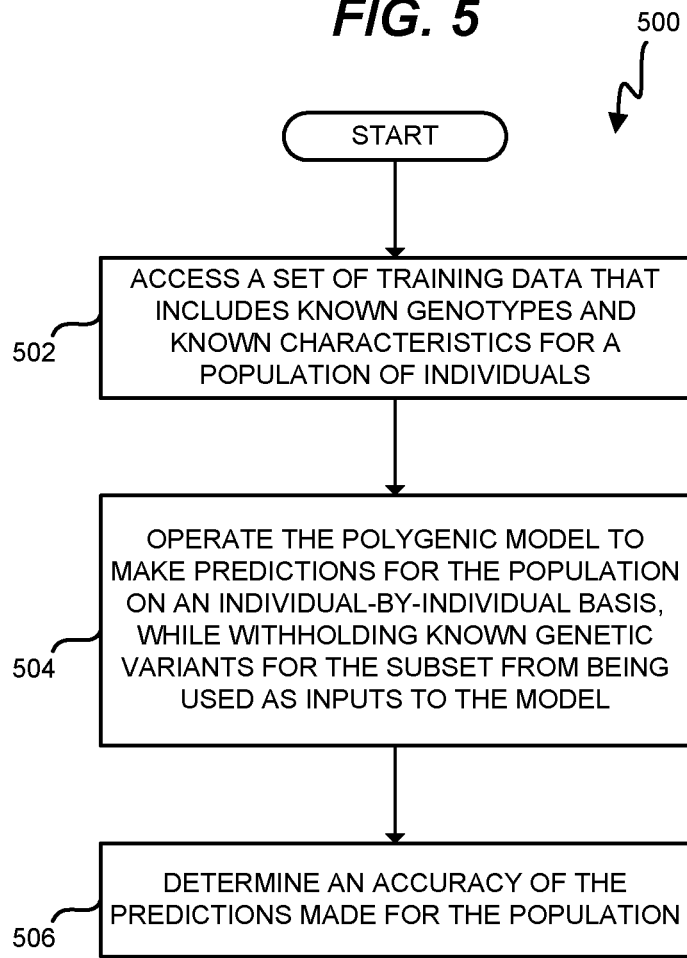 FIG. 5
500
START
502
ACCESS A SET OF TRAINING DATA THAT
INCLUDES KNOWN GENOTYPES AND
KNOWN CHARACTERISTICS FOR A
POPULATION OF INDIVIDUALS
504
OPERATE THE POLYGENIC MODEL TO
MAKE PREDICTIONS FOR THE POPULATION
ON AN INDIVIDUAL-BY-INDIVIDUAL BASIS,
WHILE WITHHOLDING KNOWN GENETIC
VARIANTS FOR THE SUBSET FROM BEING
USED AS INPUTS TO THE MODEL
506
DETERMINE AN ACCURACY OF THE
PREDICTIONS MADE FOR THE POPULATION